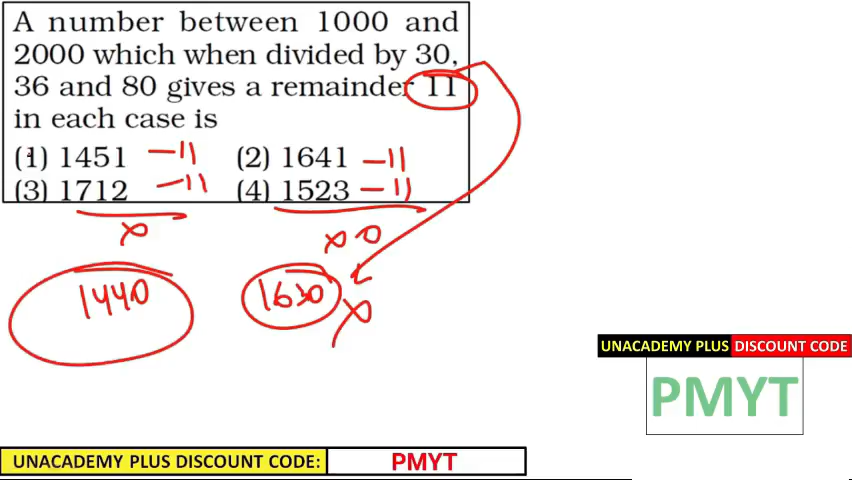 A number between 1000 and
2000 which when divided by 30,
36 and 80 gives a remainder 11
in each case is
(1) 1451 -11 (2) 1641 -11
(3) 1712 -11 (4) 1523 -11
1440 1630
UNACADEMY PLUS DISCOUNT CODE
PMYT
UNACADEMY PLUS DISCOUNT CODE: PMYT